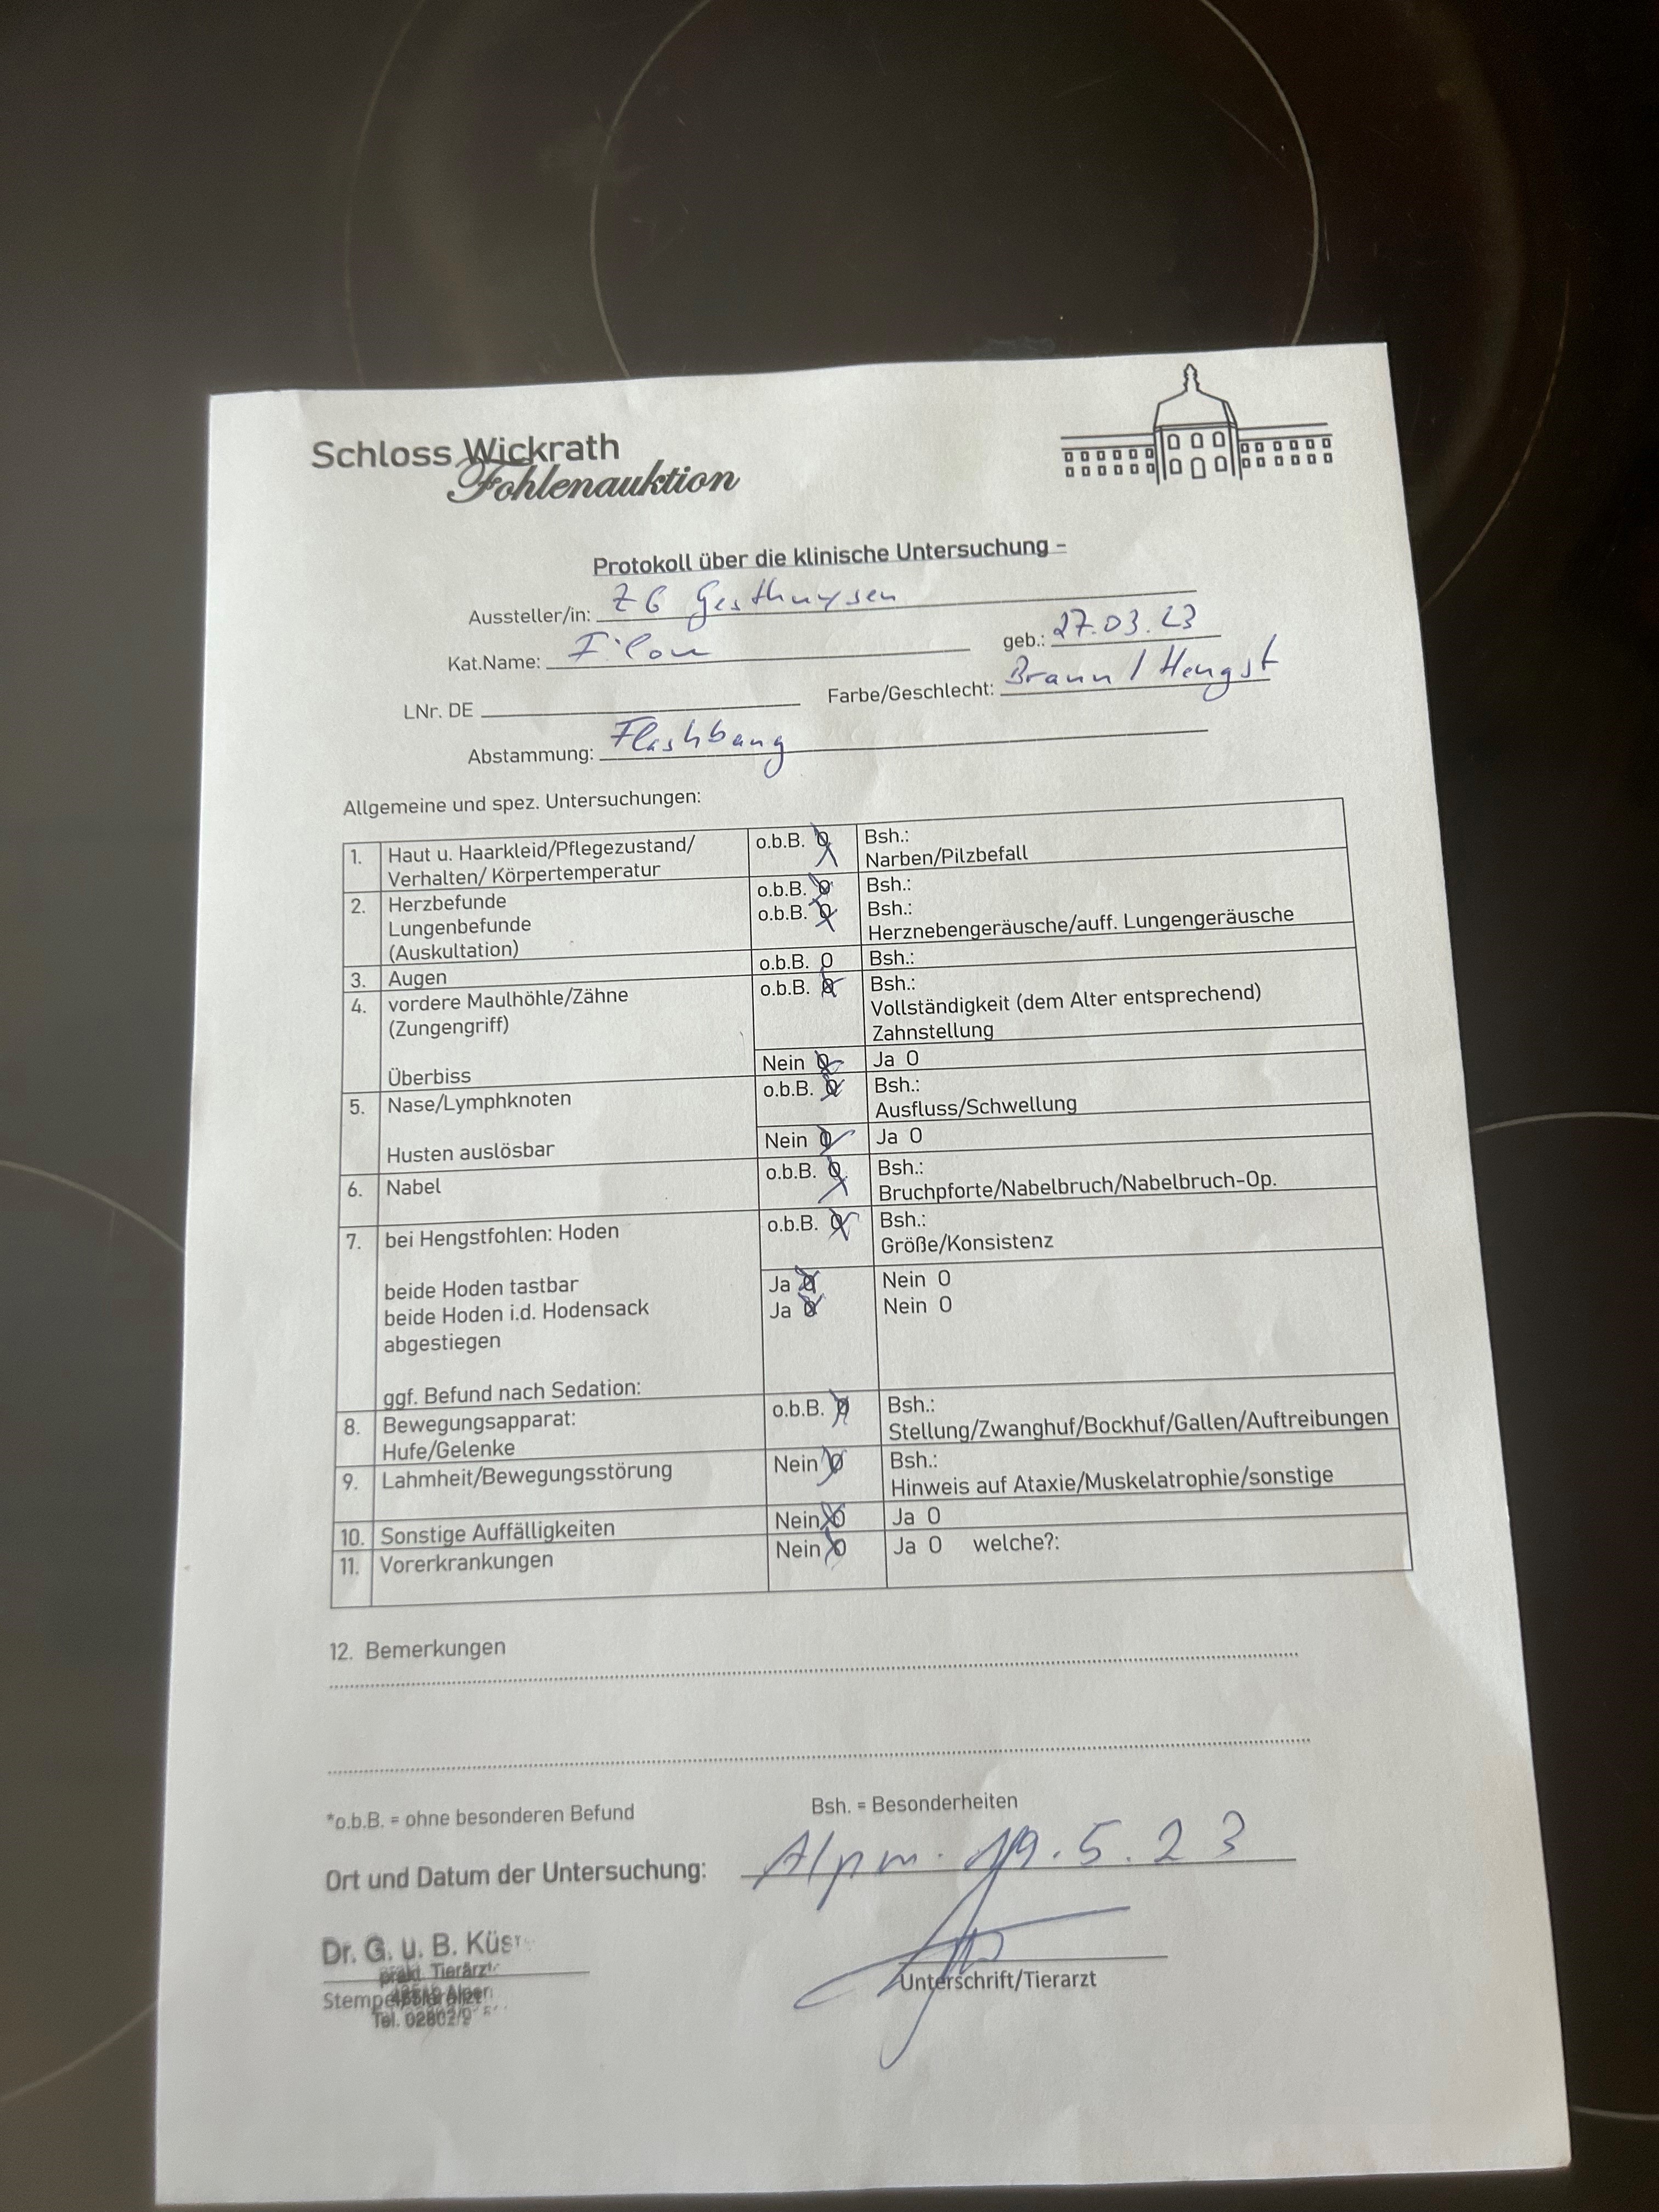 Schloss Wickrath
Fohlenauktion
Protokoll über die klinische Untersuchung -
Aussteller/in: ZG Gesthuysen
Kat.Name:
geb.: 27.03.23
LNr. DE
Farbe/Geschlecht: Braun / Hengst
Abstammung: Flashbang
Allgemeine und spez. Untersuchungen:
1. Haut u. Haarkleid/Pflegezustand/ o.b.B. O Bsh.:
Verhalten/ Körpertemperatur Narben/Pilzbefall
2. Herzbefunde o.b.B. O Bsh.:
Lungenbefunde o.b.B. O Bsh.:
(Auskultation) Herznebengeräusche/auff. Lungengeräusche
3. Augen o.b.B. O Bsh.:
4. vordere Maulhöhle/Zähne o.b.B. O Bsh.:
(Zungengriff) Vollständigkeit (dem Alter entsprechend)
Zahnstellung
Überbiss Nein O Ja O
5. Nase/Lymphknoten o.b.B. O Bsh.:
Ausfluss/Schwellung
Husten auslösbar Nein O Ja O
6. Nabel o.b.B. O Bsh.:
Bruchpforte/Nabelbruch/Nabelbruch-Op.
7. bei Hengstfohlen: Hoden o.b.B. O Bsh.:
Größe/Konsistenz
beide Hoden tastbar Ja O Nein O
beide Hoden i.d. Hodensack Ja O Nein O
abgestiegen
ggf. Befund nach Sedation:
8. Bewegungsapparat: o.b.B. O Bsh.:
Hufe/Gelenke Stellung/Zwanghuf/Bockhuf/Gallen/Auftreibungen
9. Lahmheit/Bewegungsstörung Nein O Bsh.:
Hinweis auf Ataxie/Muskelatrophie/sonstige
10. Sonstige Auffälligkeiten Nein O Ja O
11. Vorerkrankungen Nein O Ja O welche?:
12. Bemerkungen
*o.b.B. = ohne besonderen Befund Bsh. = Besonderheiten
Ort und Datum der Untersuchung: 19.5.23
Dr. G. u. B.
prakt.
Unterschrift/Tierarzt
Tel. 02802/9